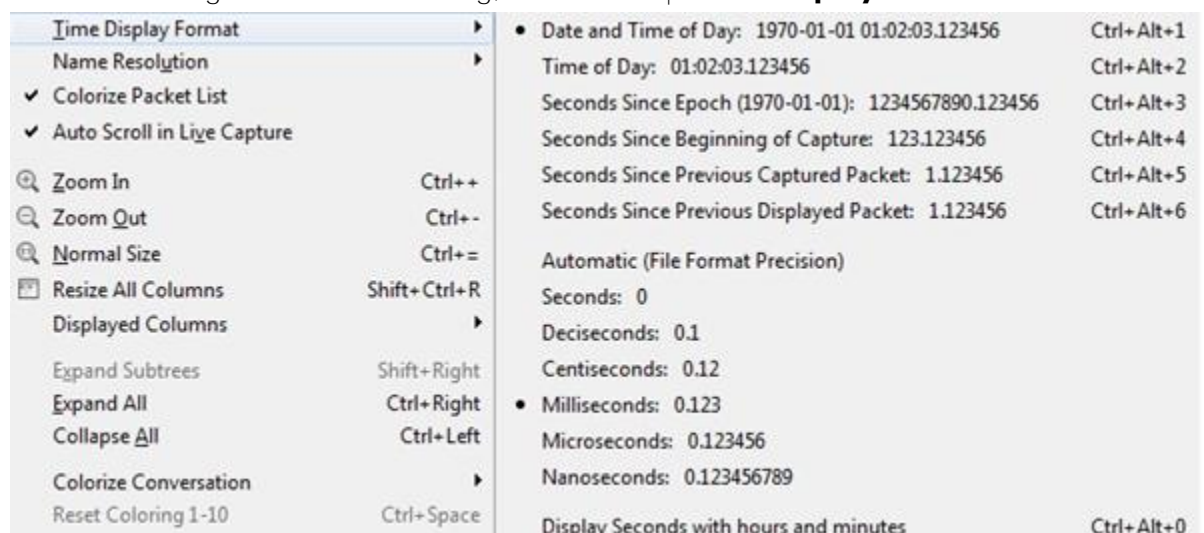 Time Display Format
Name Resolution
Colorize Packet List
Auto Scroll in Live Capture
Zoom In Ctrl++
Zoom Out Ctrl+-
Normal Size Ctrl+=
Resize All Columns Shift+Ctrl+R
Displayed Columns
Expand Subtrees Shift+Right
Expand All Ctrl+Right
Collapse All Ctrl+Left
Colorize Conversation
Reset Coloring 1-10 Ctrl+Space
• Date and Time of Day: 1970-01-01 01:02:03.123456 Ctrl+Alt+1
Time of Day: 01:02:03.123456 Ctrl+Alt+2
Seconds Since Epoch (1970-01-01): 1234567890.123456 Ctrl+Alt+3
Seconds Since Beginning of Capture: 123.123456 Ctrl+Alt+4
Seconds Since Previous Captured Packet: 1.123456 Ctrl+Alt+5
Seconds Since Previous Displayed Packet: 1.123456 Ctrl+Alt+6
Automatic (File Format Precision)
Seconds: 0
Deciseconds: 0.1
Centiseconds: 0.12
• Milliseconds: 0.123
Microseconds: 0.123456
Nanoseconds: 0.123456789
Display Seconds with hours and minutes Ctrl+Alt+0